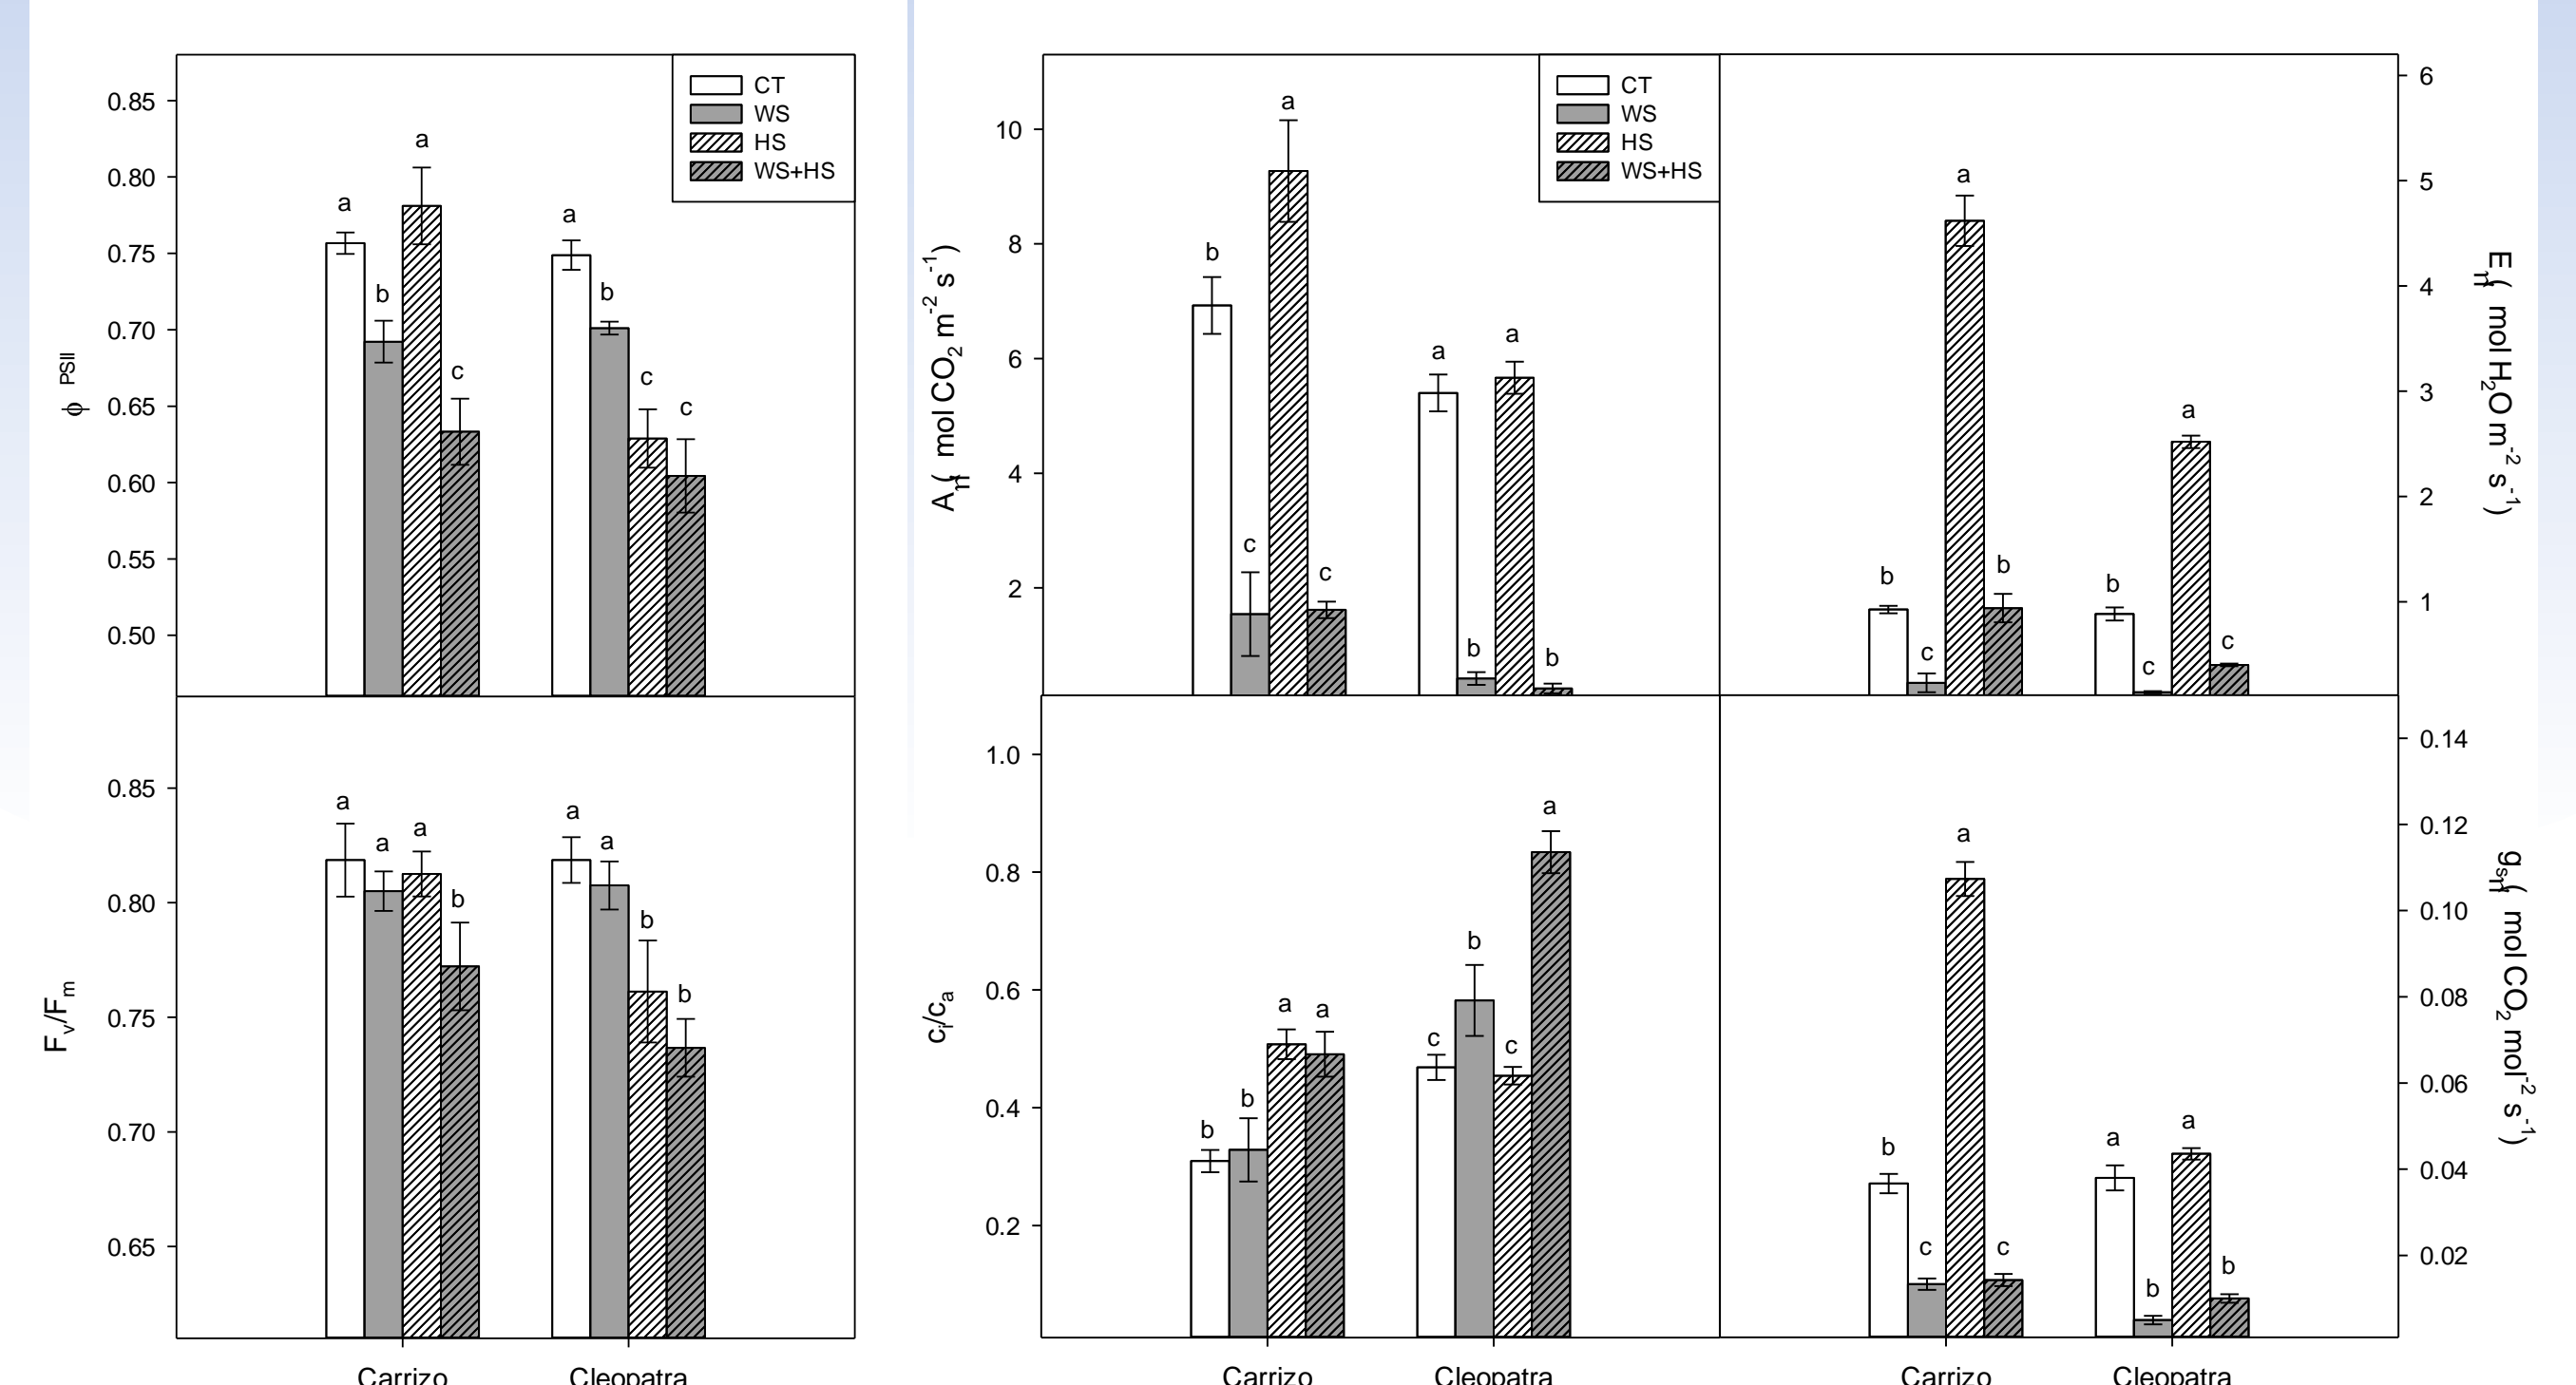 CT
WS
HS
WS+HS
0.85
0.80
0.75
0.70
0.65
0.60
0.55
0.50
ϕ PSII
a
b
a
c
a
b
c
c
0.85
0.80
0.75
0.70
0.65
Fv/Fm
a
a
a
b
a
a
b
b
Carrizo
Cleopatra
CT
WS
HS
WS+HS
10
8
6
4
2
A ( mol CO2 m-2 s-1)
b
c
a
c
a
b
a
b
6
5
4
3
2
1
E ( mol H2O m-2 s-1)
b
c
a
b
b
c
a
c
1.0
0.8
0.6
0.4
0.2
ci/ca
b
b
a
a
c
b
c
a
Carrizo
Cleopatra
0.14
0.12
0.10
0.08
0.06
0.04
0.02
gs ( mol CO2 mol-2 s-1)
b
c
a
c
a
b
a
b
Carrizo
Cleopatra